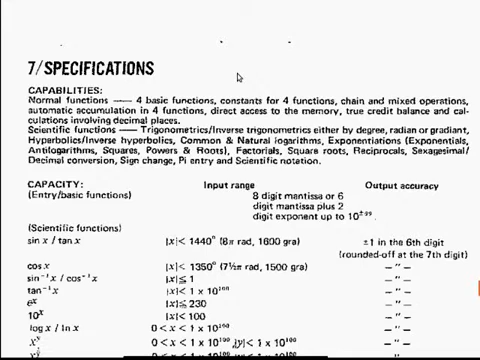 7/SPECIFICATIONS
CAPABILITIES:
Normal functions —— 4 basic functions, constants for 4 functions, chain and mixed operations,
automatic accumulation in 4 functions, direct access to the memory, true credit balance and cal-
culations involving decimal places.
Scientific functions —— Trigonometrics/Inverse trigonometrics either by degree, radian or gradiant,
Hyperbolics/Inverse hyperbolics, Common & Natural logarithms, Exponentiations (Exponentials,
Antilogarithms, Squares, Powers & Roots), Factorials, Square roots, Reciprocals, Sexagesimal/
Decimal conversion, Sign change, Pi entry and Scientific notation.
CAPACITY: Input range Output accuracy
(Entry/basic functions) 8 digit mantissa or 6
digit mantissa plus 2
digit exponent up to 10±99.
(Scientific functions)
sin x / tan x |x|< 1440° (8π rad, 1600 gra) ±1 in the 6th digit
(rounded-off at the 7th digit)
cos x |x|< 1350° (7½π rad, 1500 gra) — " —
sin⁻¹ x / cos⁻¹ x |x|≦ 1 — " —
tan⁻¹ x |x|< 1 x 10¹⁰⁰ — " —
eˣ |x|≦ 230 — " —
10ˣ |x|< 100 — " —
log x / ln x 0 < x < 1 x 10¹⁰⁰ — " —
xʸ 0 < x < 1 x 10¹⁰⁰ |y|< 1 x 10¹⁰⁰ — " —